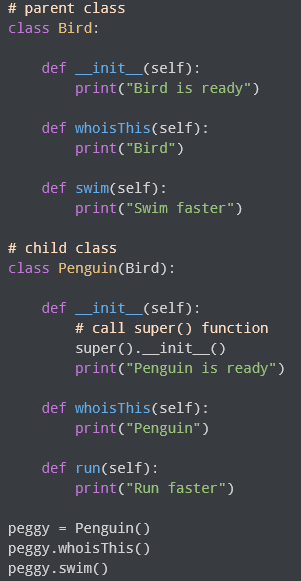 # parent class
class Bird:
    def __init__(self):
        print("Bird is ready")
    def whoisThis(self):
        print("Bird")
    def swim(self):
        print("Swim faster")
# child class
class Penguin(Bird):
    def __init__(self):
        # call super() function
        super().__init__()
        print("Penguin is ready")
    def whoisThis(self):
        print("Penguin")
    def run(self):
        print("Run faster")
peggy = Penguin()
peggy.whoisThis()
peggy.swim()